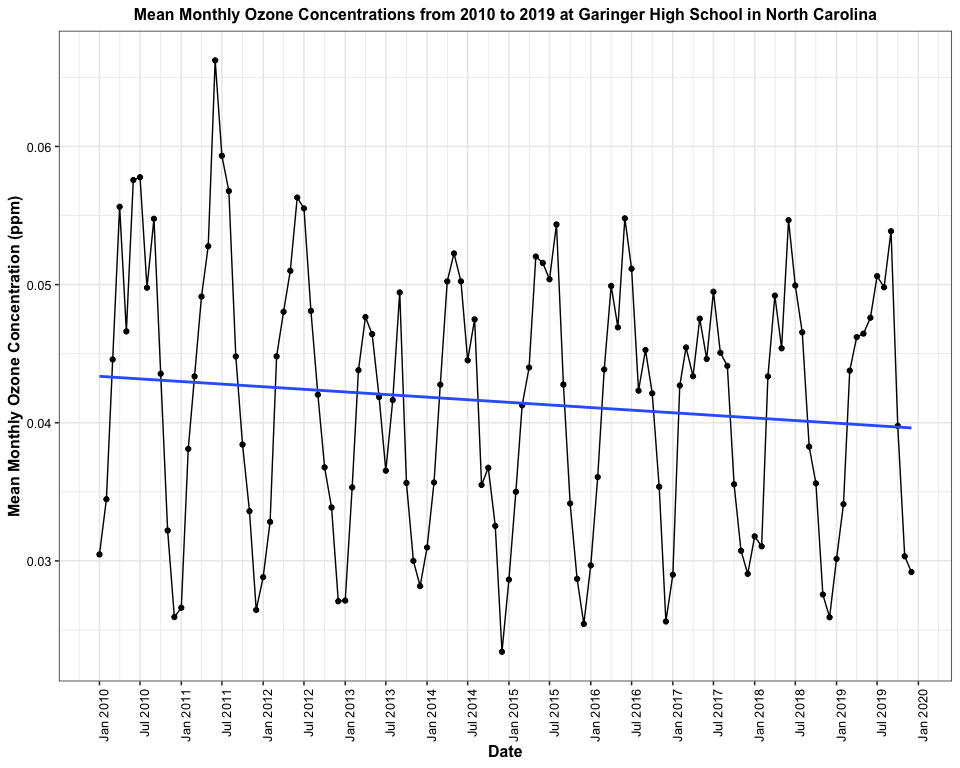 Mean Monthly Ozone Concentrations from 2010 to 2019 at Garinger High School in North Carolina
Mean Monthly Ozone Concentration (ppm)
0.06
0.05
0.04
0.03
Jan 2010
Jul 2010
Jan 2011
Jul 2011
Jan 2012
Jul 2012
Jan 2013
Jul 2013
Jan 2014
Jul 2014
Jan 2015
Jul 2015
Jan 2016
Jul 2016
Jan 2017
Jul 2017
Jan 2018
Jul 2018
Jan 2019
Jul 2019
Jan 2020
Date